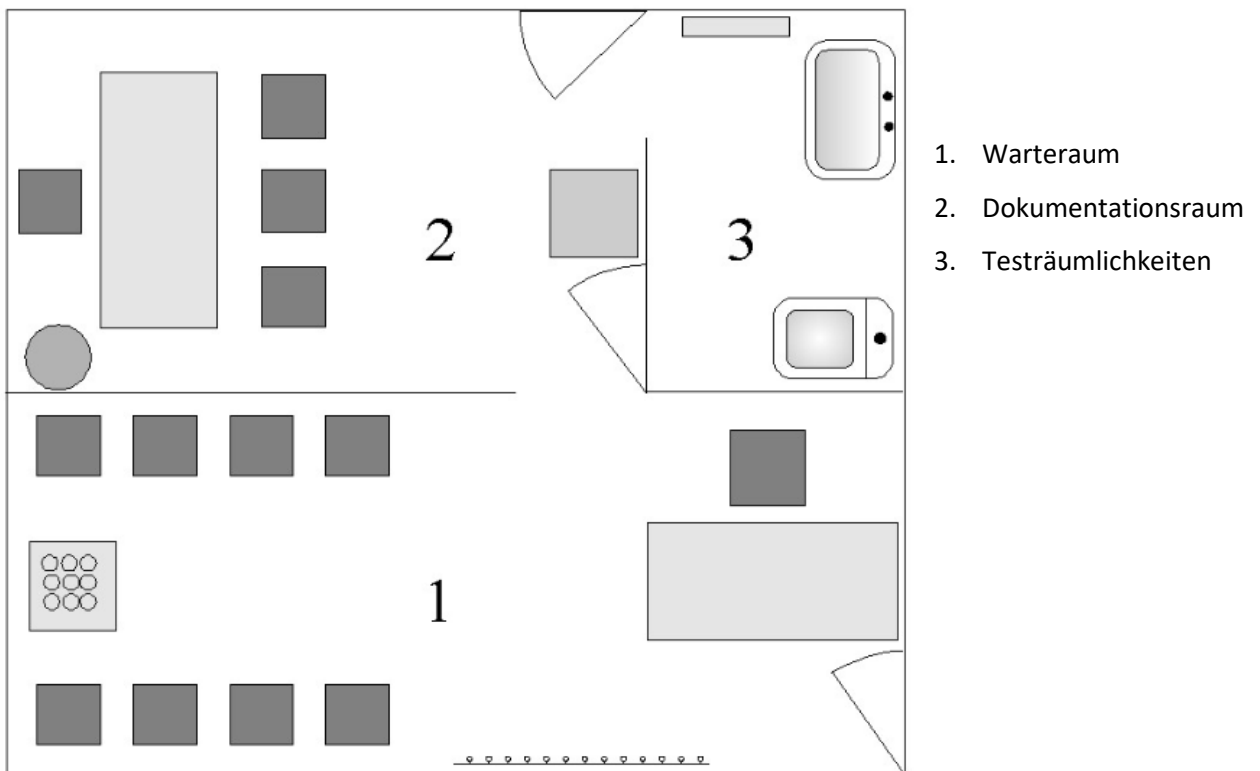 2
3
1
1. Warteraum
2. Dokumentationsraum
3. Testräumlichkeiten